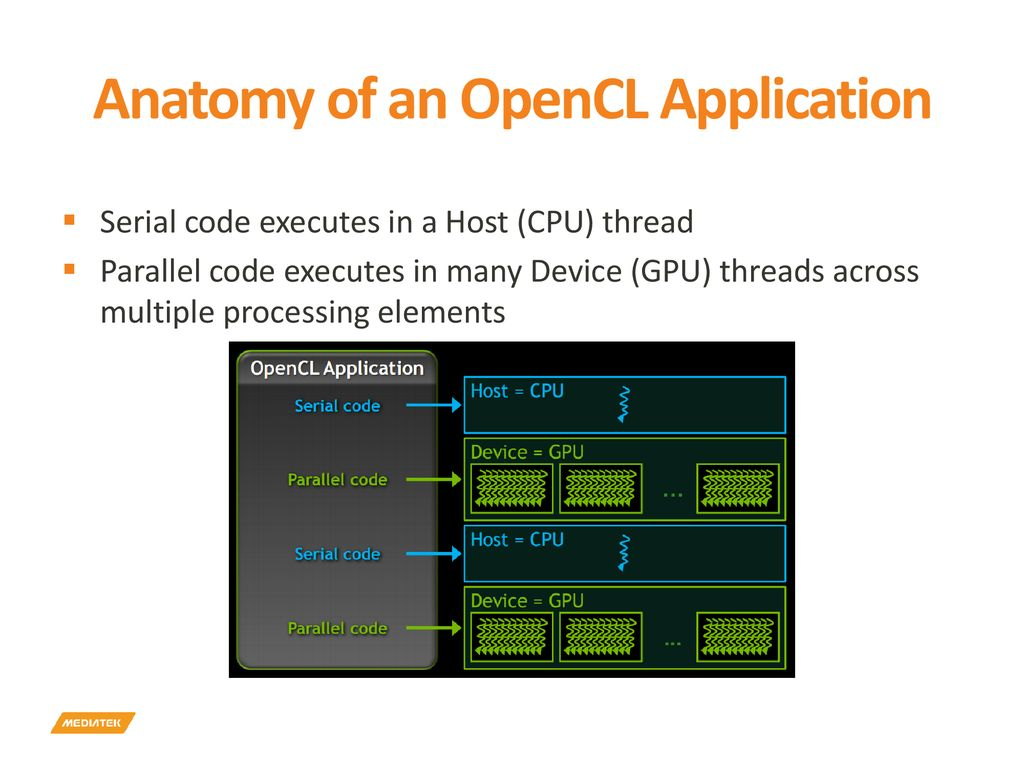 Anatomy of an OpenCL Application
▪ Serial code executes in a Host (CPU) thread
▪ Parallel code executes in many Device (GPU) threads across
multiple processing elements
OpenCL Application
Serial code
Host = CPU
Parallel code
Device = GPU
...
Serial code
Host = CPU
Parallel code
Device = GPU
...
MEDIATEK